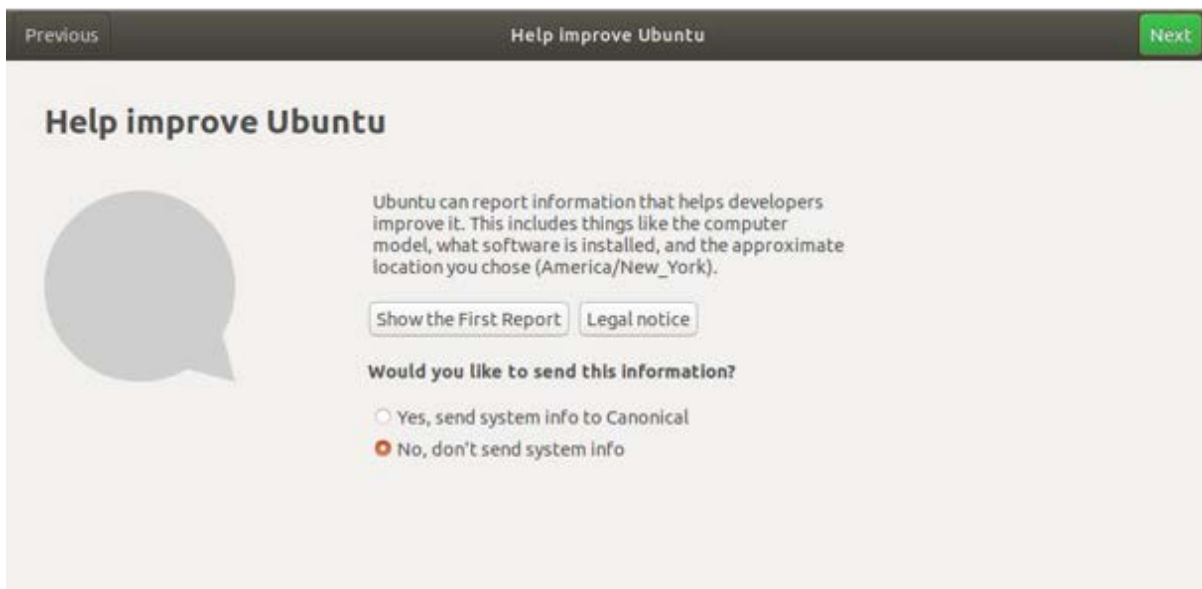 Previous
Help improve Ubuntu
Next
Help improve Ubuntu
Ubuntu can report information that helps developers
improve it. This includes things like the computer
model, what software is installed, and the approximate
location you chose (America/New_York).
Show the First Report
Legal notice
Would you like to send this information?
Yes, send system info to Canonical
No, don't send system info